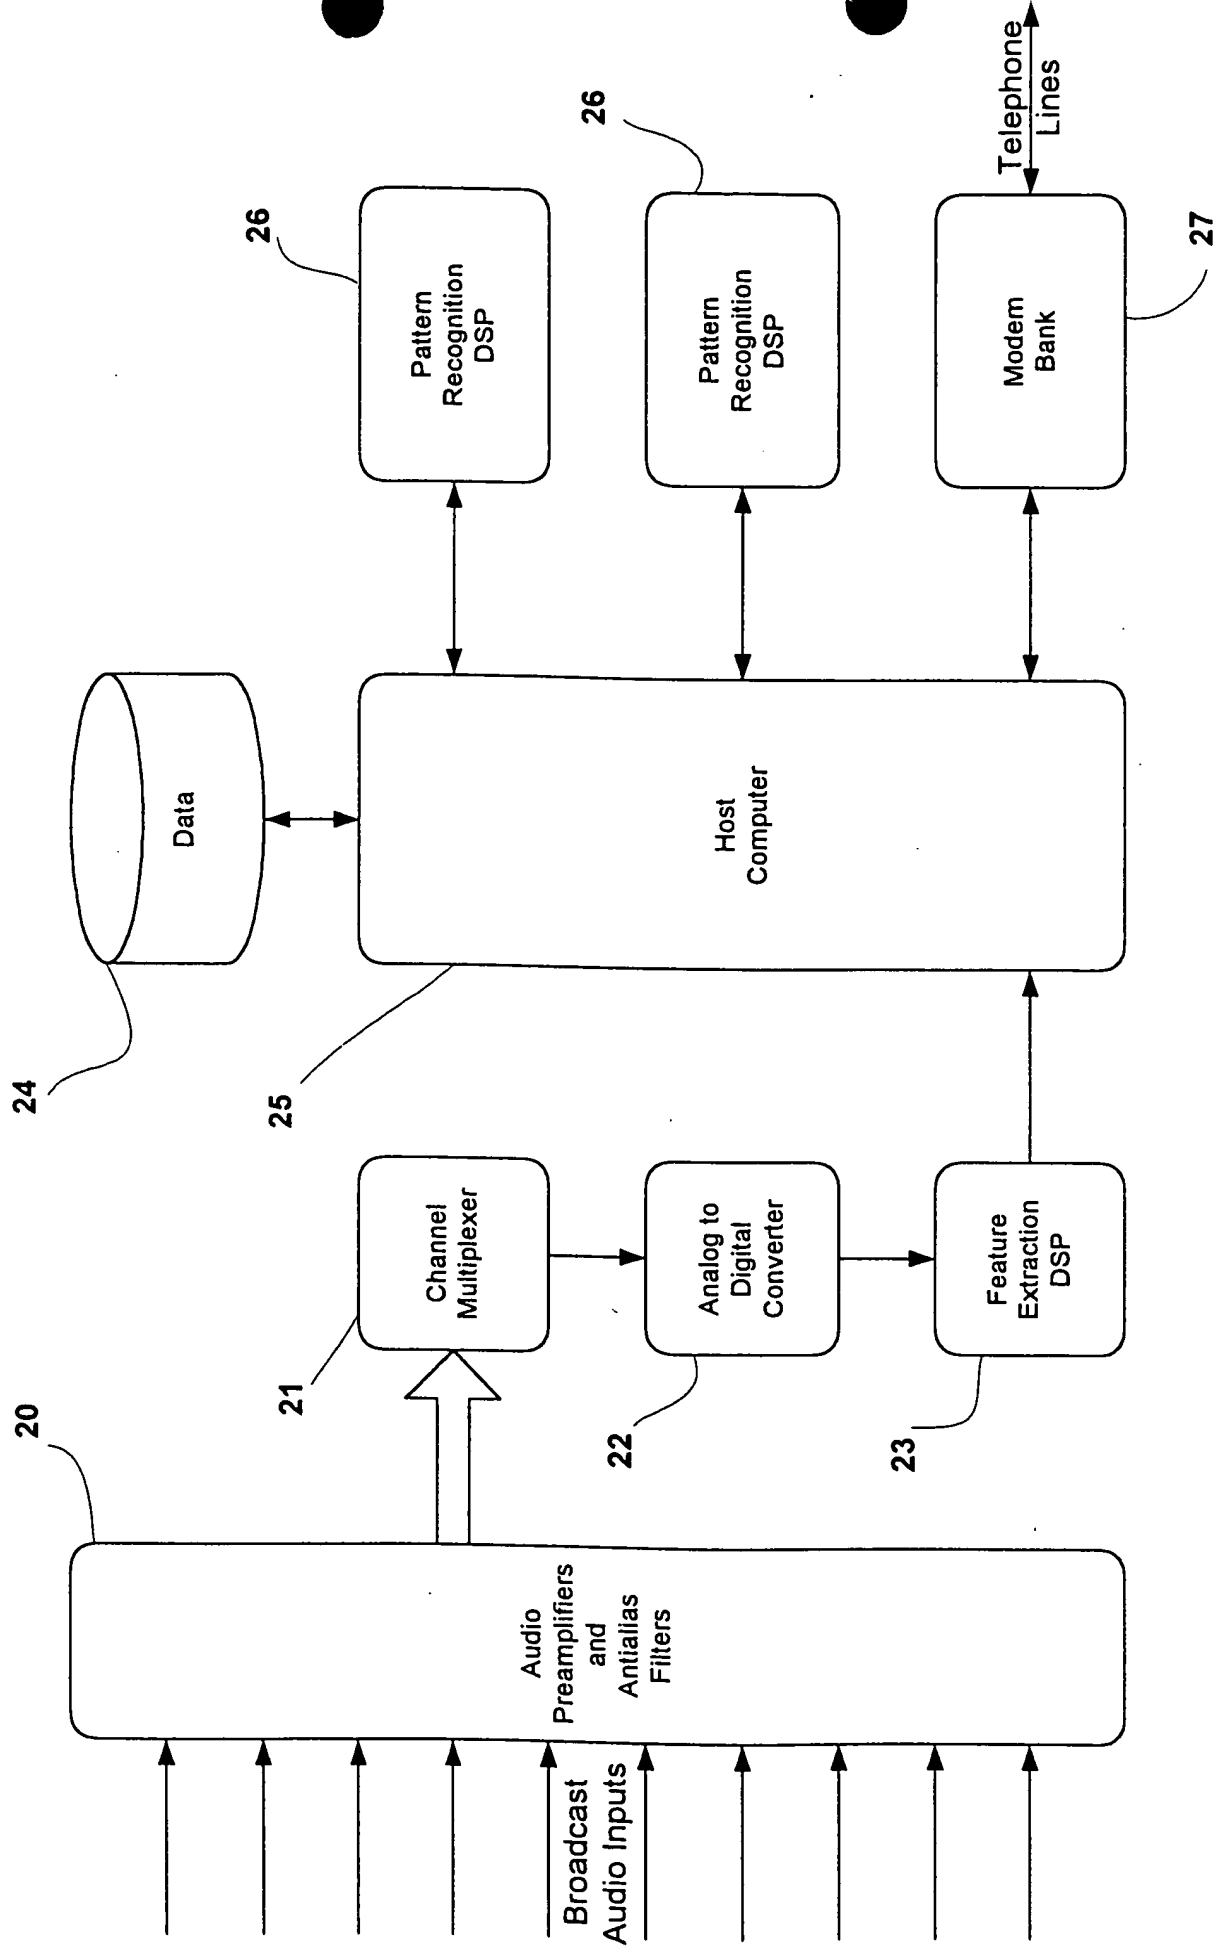 20
Audio
Preamplifiers
and
Antialias
Filters
Broadcast
Audio Inputs
21
Channel
Multiplexer
22
Analog to
Digital
Converter
23
Feature
Extraction
DSP
24
Data
25
Host
Computer
26
Pattern
Recognition
DSP
26
Pattern
Recognition
DSP
27
Modem
Bank
Telephone
Lines